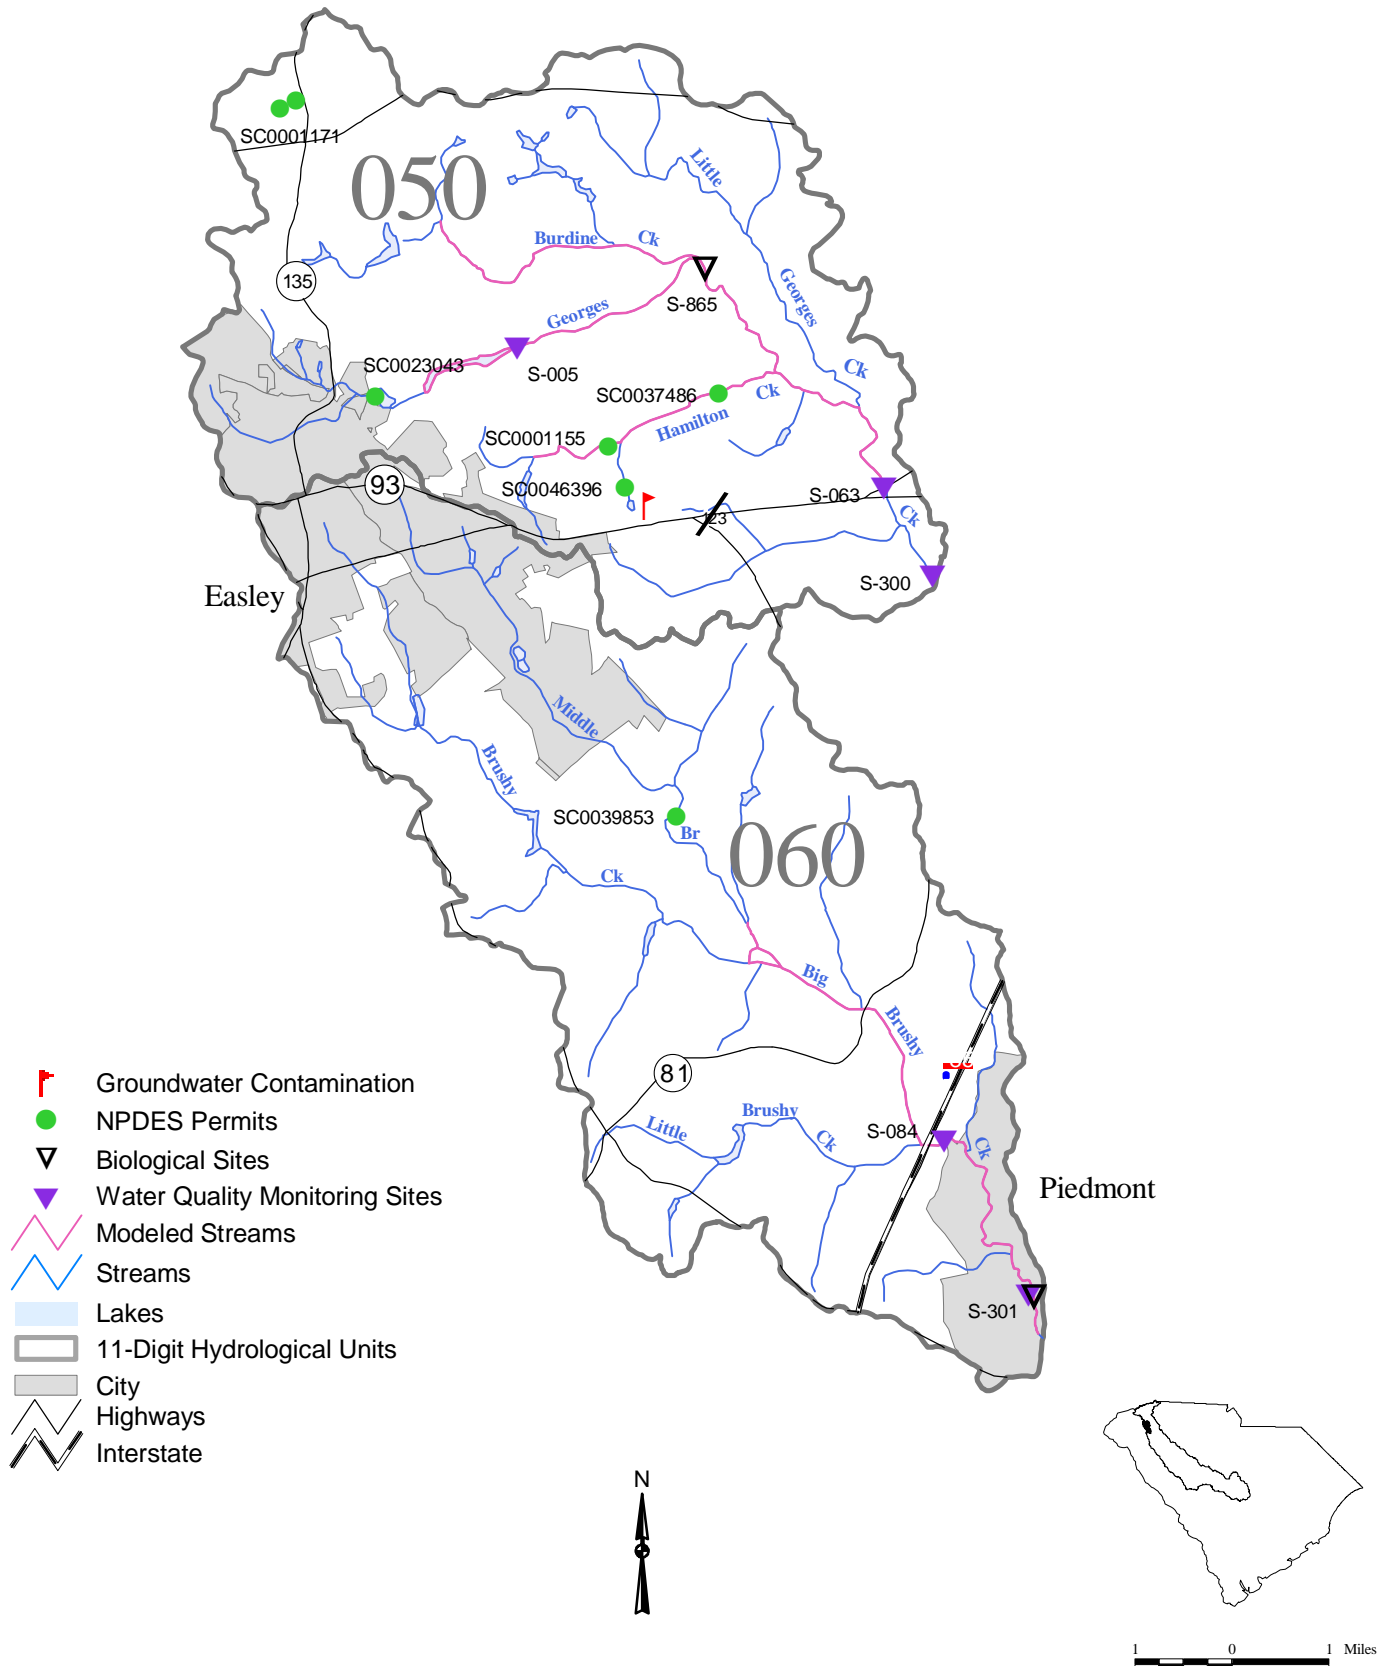 SC0001171
050
Little
Burdine
Ck
135
S-865
Georges
Georges
SC0023043
S-005
Ck
SC0037486
Ck
Hamilton
SC0001155
93
SC0046396
S-063
Ck
S-300
Easley
Middle
Brushy
SC0039853
Br
060
Ck
Big
Brushy
81
Groundwater Contamination
NPDES Permits
Little
Brushy
Ck
S-084
Ck
Biological Sites
Piedmont
Water Quality Monitoring Sites
Modeled Streams
Streams
Lakes
S-301
11-Digit Hydrological Units
City
Highways
Interstate
N
1 0 1 Miles